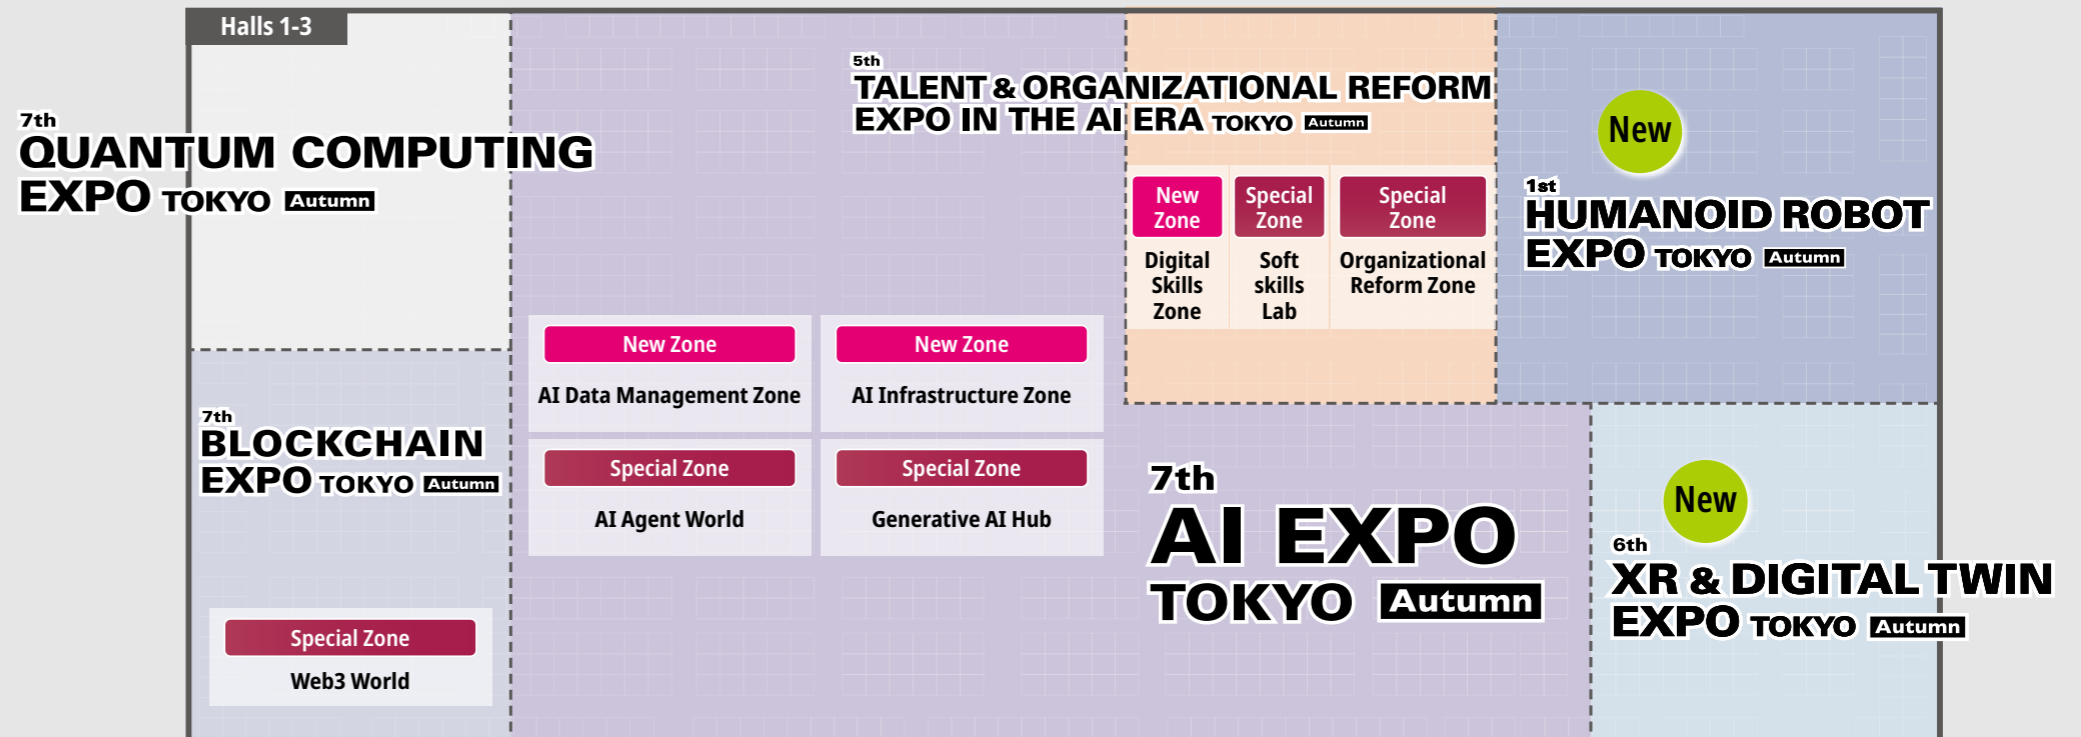 Halls 1-3
7th
QUANTUM COMPUTING
EXPO TOKYO Autumn
5th
TALENT & ORGANIZATIONAL REFORM
EXPO IN THE AI ERA TOKYO Autumn
New
Zone
Digital
Skills
Zone
Special
Zone
Soft
skills
Lab
Special
Zone
Organizational
Reform Zone
New
1st
HUMANOID ROBOT
EXPO TOKYO Autumn
New Zone
AI Data Management Zone
New Zone
AI Infrastructure Zone
Special Zone
AI Agent World
Special Zone
Generative AI Hub
7th
BLOCKCHAIN
EXPO TOKYO Autumn
Special Zone
Web3 World
7th
AI EXPO
TOKYO Autumn
New
6th
XR & DIGITAL TWIN
EXPO TOKYO Autumn